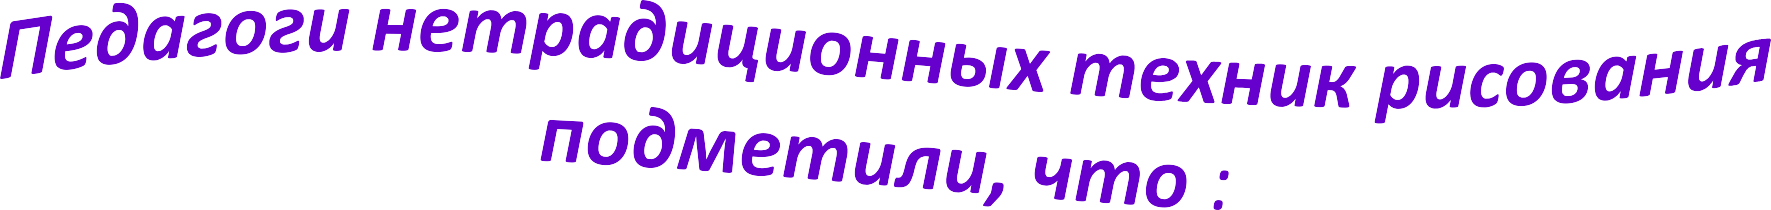 Педагоги нетрадиционных техник рисования
подметили, что :